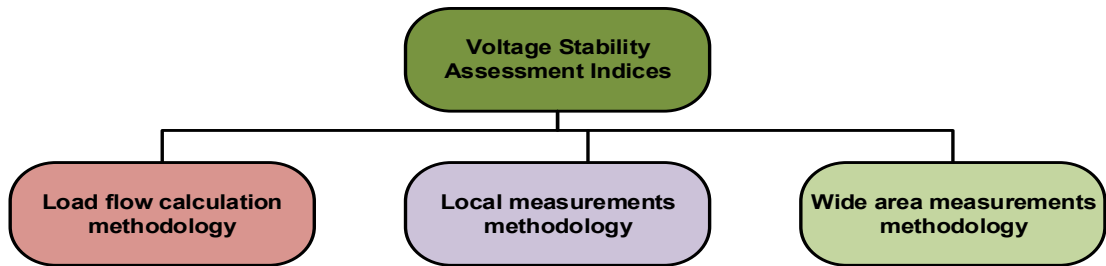 Voltage Stability
Assessment Indices
Load flow calculation
methodology
Local measurements
methodology
Wide area measurements
methodology